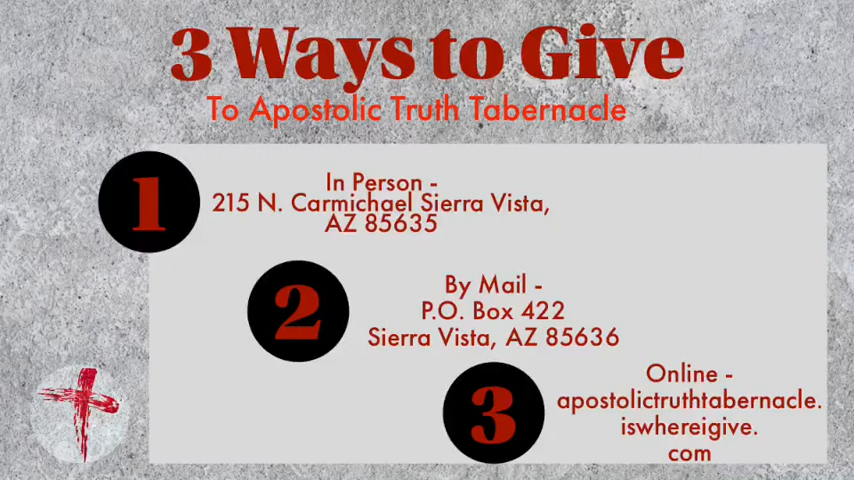 3 Ways to Give
To Apostolic Truth Tabernacle
1
In Person -
215 N. Carmichael Sierra Vista,
AZ 85635
2
By Mail -
P.O. Box 422
Sierra Vista, AZ 85636
3
Online -
apostolictruthtabernacle.
iswhereigive.
com